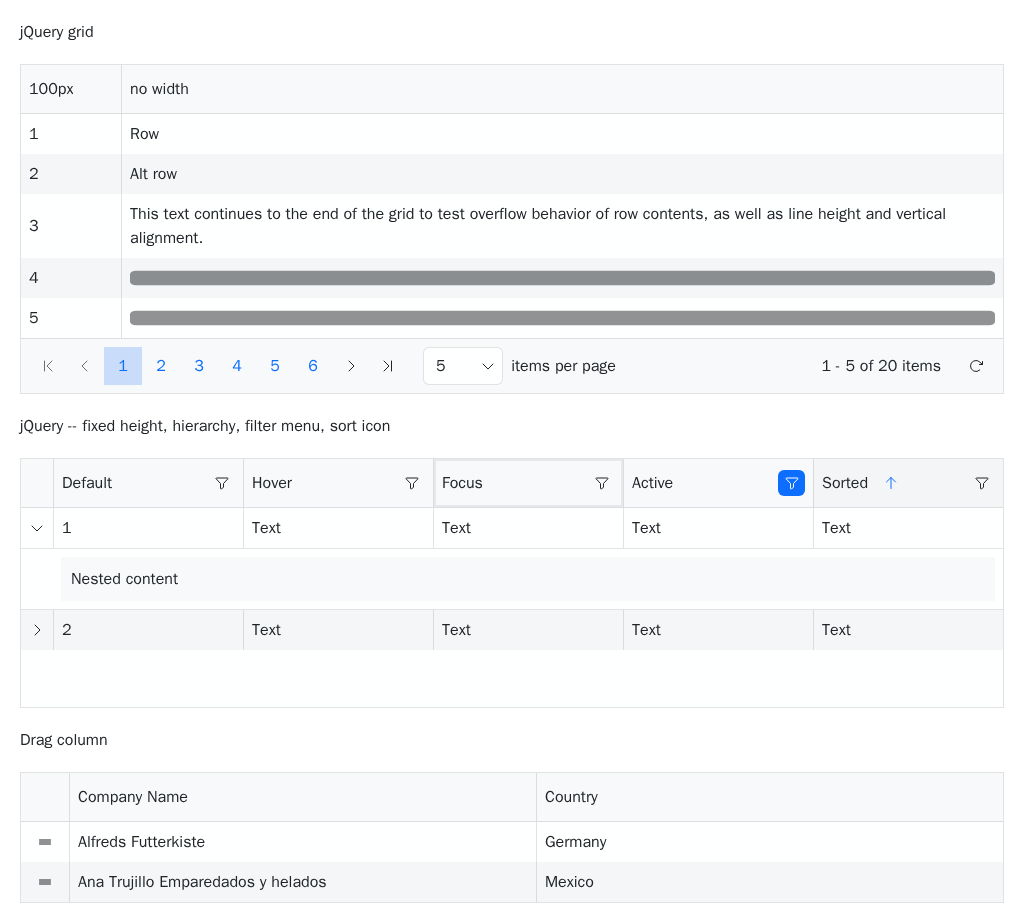 jQuery grid
100px no width
1 Row
2 Alt row
3 This text continues to the end of the grid to test overflow behavior of row contents, as well as line height and vertical
alignment.
4
5
1 2 3 4 5 6 5 items per page 1 - 5 of 20 items
jQuery -- fixed height, hierarchy, filter menu, sort icon
Default Hover Focus Active Sorted
1 Text Text Text Text
Nested content
2 Text Text Text Text
Drag column
Company Name Country
Alfreds Futterkiste Germany
Ana Trujillo Emparedados y helados Mexico